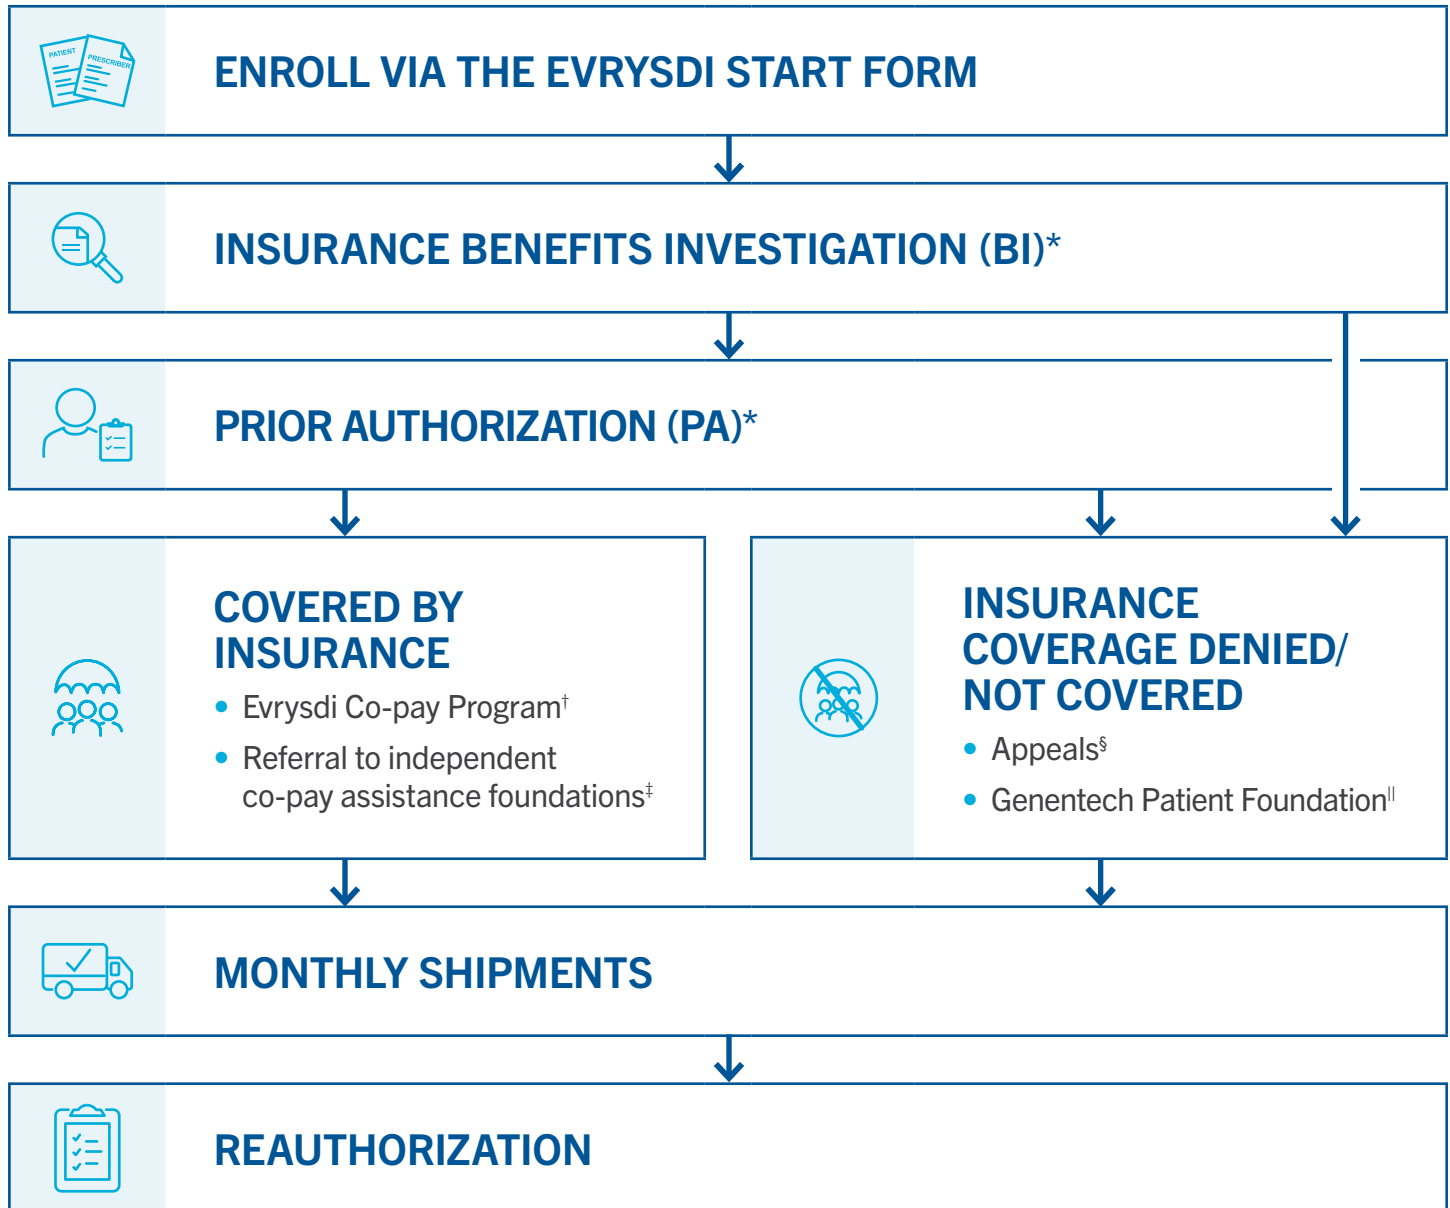 PATIENT
PRESCRIBER
ENROLL VIA THE EVRYSDI START FORM
INSURANCE BENEFITS INVESTIGATION (BI)*
PRIOR AUTHORIZATION (PA)*
COVERED BY
INSURANCE
• Evrysdi Co-pay Program†
• Referral to independent
co-pay assistance foundations‡
INSURANCE
COVERAGE DENIED/
NOT COVERED
• Appeals§
• Genentech Patient Foundation||
MONTHLY SHIPMENTS
REAUTHORIZATION